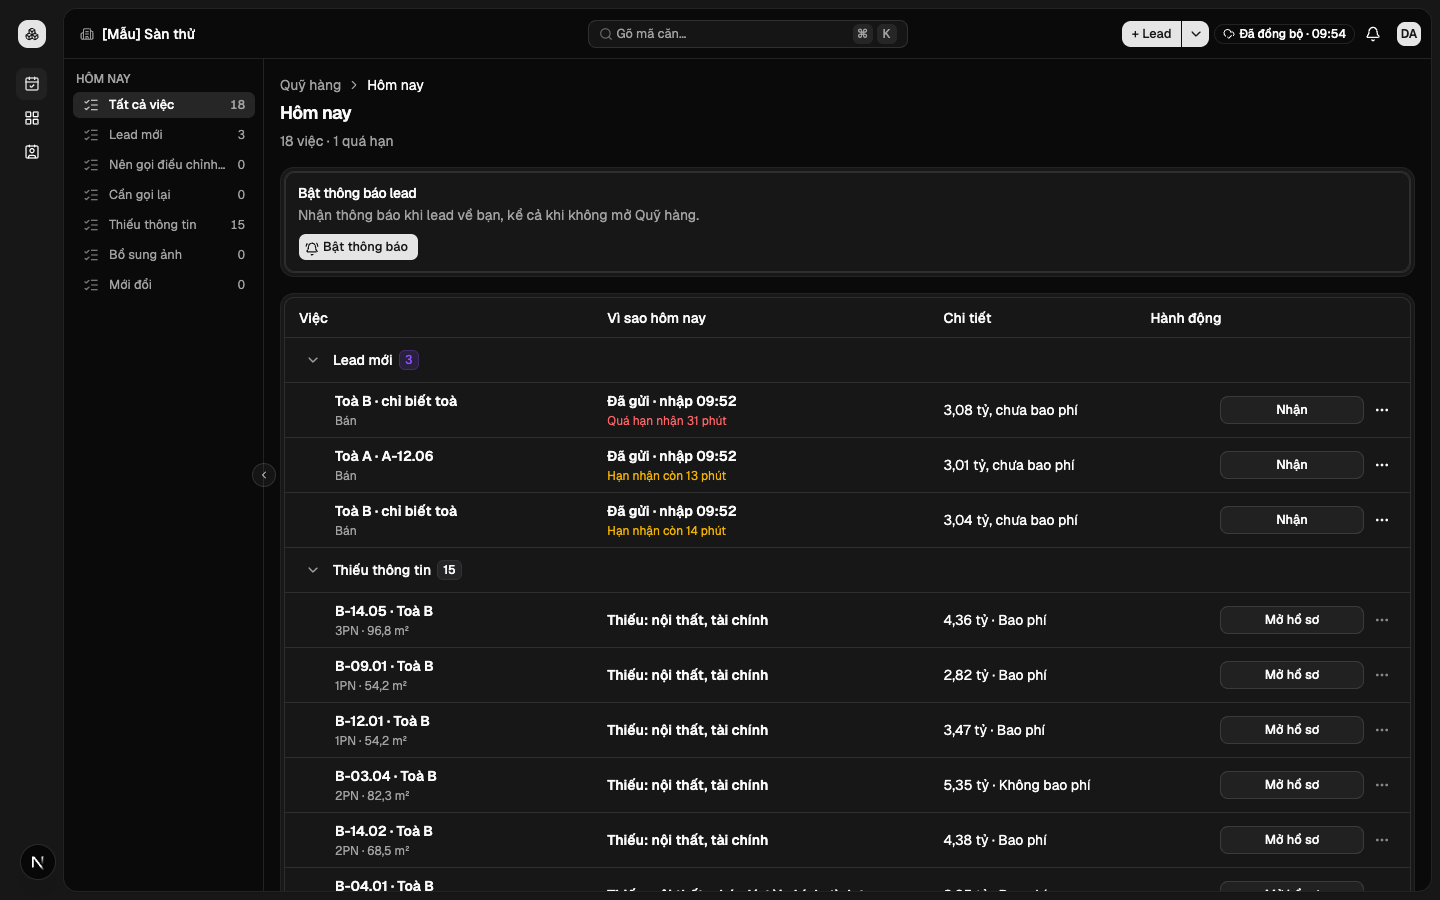 [Mẫu] Sàn thử
Gõ mã căn...
⌘ K
+ Lead
Đã đồng bộ · 09:54
DA
HÔM NAY
Tất cả việc 18
Lead mới 3
Nên gọi điều chỉnh... 0
Cần gọi lại 0
Thiếu thông tin 15
Bổ sung ảnh 0
Mới đổi 0
N
Quỹ hàng > Hôm nay
Hôm nay
18 việc · 1 quá hạn
Bật thông báo lead
Nhận thông báo khi lead về bạn, kể cả khi không mở Quỹ hàng.
Bật thông báo
Việc Vì sao hôm nay Chi tiết Hành động
Lead mới 3
Toà B · chỉ biết toà Đã gửi · nhập 09:52 3,08 tỷ, chưa bao phí Nhận
Bán Quá hạn nhận 31 phút
Toà A · A-12.06 Đã gửi · nhập 09:52 3,01 tỷ, chưa bao phí Nhận
Bán Hạn nhận còn 13 phút
Toà B · chỉ biết toà Đã gửi · nhập 09:52 3,04 tỷ, chưa bao phí Nhận
Bán Hạn nhận còn 14 phút
Thiếu thông tin 15
B-14.05 · Toà B Thiếu: nội thất, tài chính 4,36 tỷ · Bao phí Mở hồ sơ
3PN · 96,8 m²
B-09.01 · Toà B Thiếu: nội thất, tài chính 2,82 tỷ · Bao phí Mở hồ sơ
1PN · 54,2 m²
B-12.01 · Toà B Thiếu: nội thất, tài chính 3,47 tỷ · Bao phí Mở hồ sơ
1PN · 54,2 m²
B-03.04 · Toà B Thiếu: nội thất, tài chính 5,35 tỷ · Không bao phí Mở hồ sơ
2PN · 82,3 m²
B-14.02 · Toà B Thiếu: nội thất, tài chính 4,38 tỷ · Bao phí Mở hồ sơ
2PN · 68,5 m²
B-04.01 · Toà B